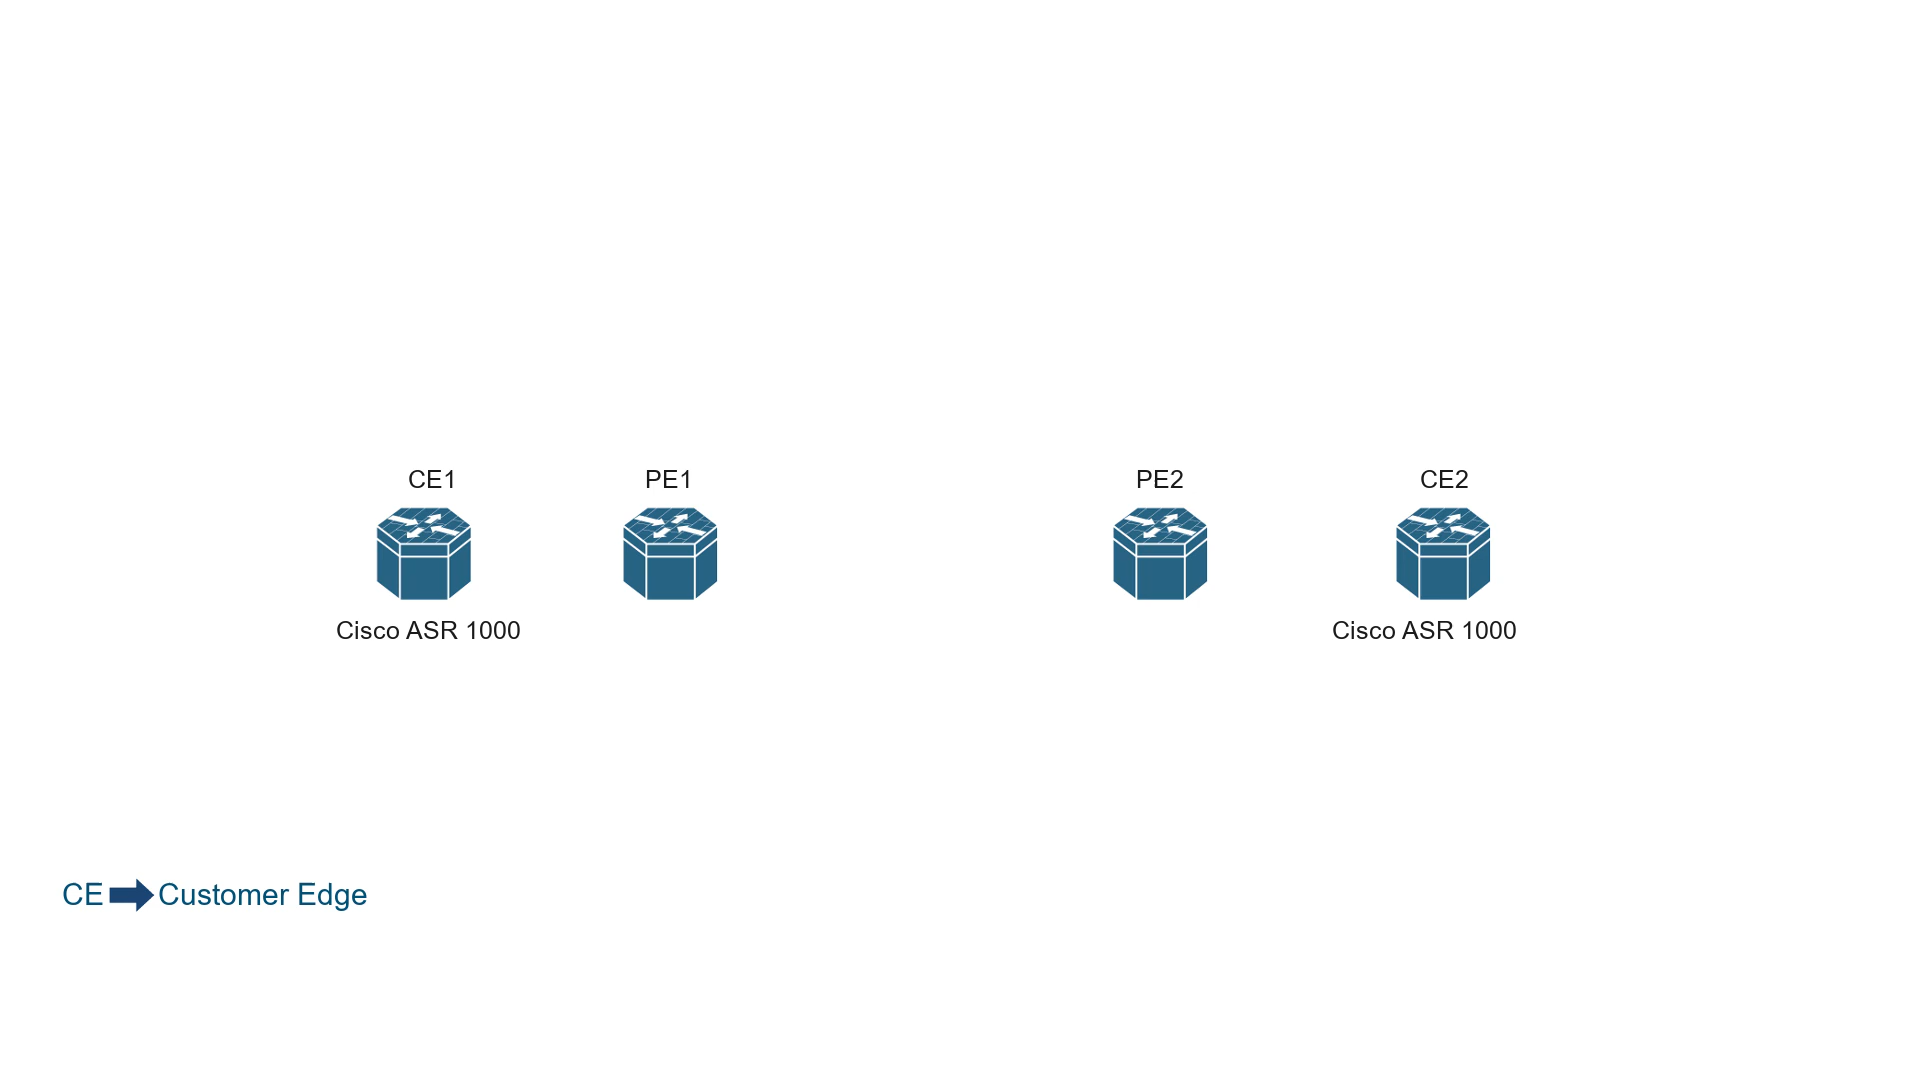 CE1 PE1 PE2 CE2
Cisco ASR 1000 Cisco ASR 1000
CE Customer Edge